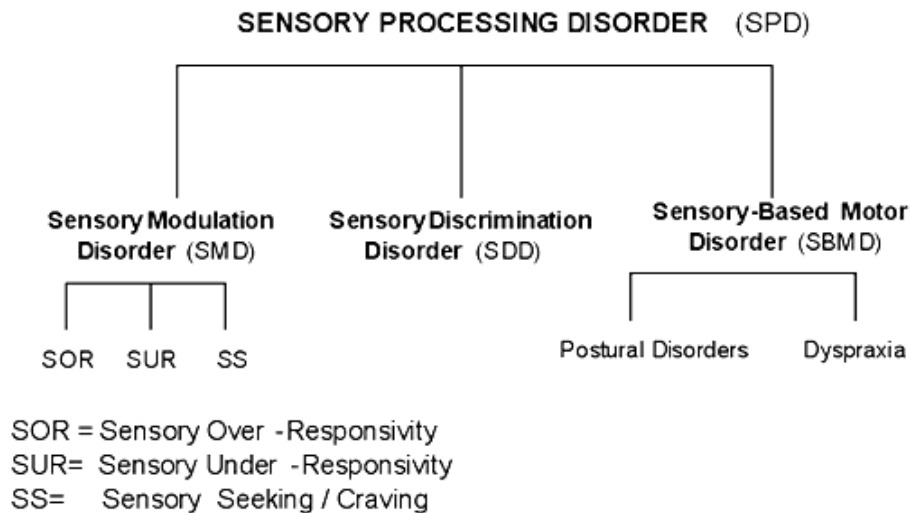 SENSORY PROCESSING DISORDER (SPD)
Sensory Modulation
Disorder (SMD)
Sensory Discrimination
Disorder (SDD)
Sensory-Based Motor
Disorder (SBMD)
SOR SUR SS
Postural Disorders Dyspraxia
SOR = Sensory Over -Responsivity
SUR= Sensory Under -Responsivity
SS= Sensory Seeking / Craving